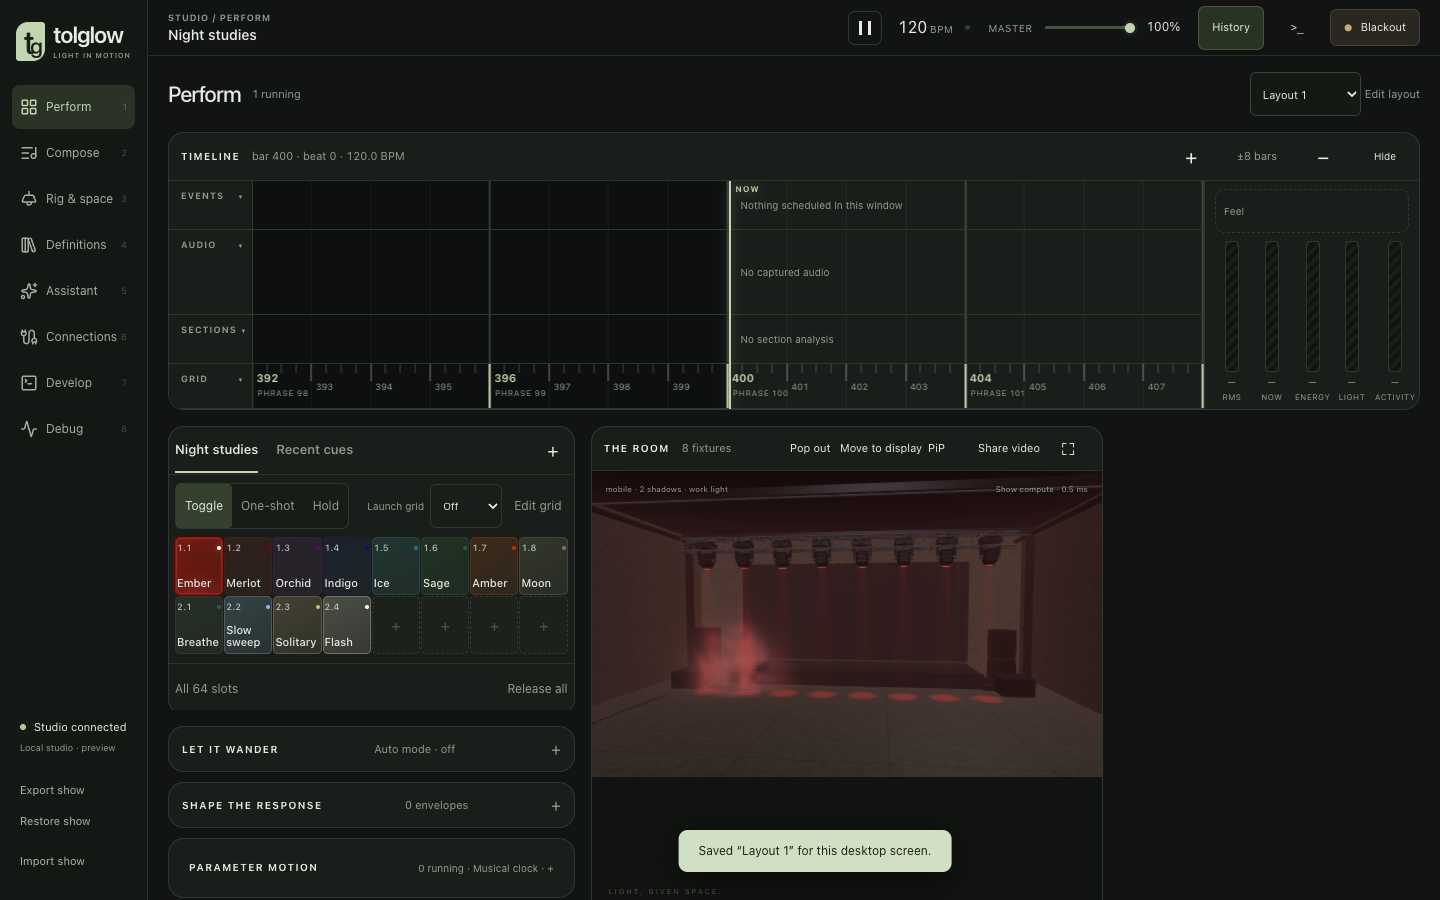 tolglow
LIGHT IN MOTION
Perform 1
Compose 2
Rig & space 3
Definitions 4
Assistant 5
Connections 6
Develop 7
Debug 8
Studio connected
Local studio · preview
Export show
Restore show
Import show
STUDIO / PERFORM
Night studies
120 BPM
MASTER
100%
History
>_
Blackout
Perform
1 running
Layout 1
Edit layout
TIMELINE
bar 400 · beat 0 · 120.0 BPM
+
±8 bars
−
Hide
EVENTS
NOW
Nothing scheduled in this window
AUDIO
No captured audio
SECTIONS
No section analysis
GRID
392 393 394 395 396 397 398 399 400 401 402 403 404 405 406 407
PHRASE 98 PHRASE 99 PHRASE 100 PHRASE 101
Feel
— — — — —
RMS NOW ENERGY LIGHT ACTIVITY
Night studies
Recent cues
+
Toggle One-shot Hold
Launch grid
Off
Edit grid
1.1 1.2 1.3 1.4 1.5 1.6 1.7 1.8
Ember Merlot Orchid Indigo Ice Sage Amber Moon
2.1 2.2 2.3 2.4
Breathe Slow sweep Solitary Flash + + + +
All 64 slots
Release all
LET IT WANDER
Auto mode · off
+
SHAPE THE RESPONSE
0 envelopes
+
PARAMETER MOTION
0 running · Musical clock · +
THE ROOM
8 fixtures
Pop out
Move to display
PiP
Share video
mobile · 2 shadows · work light
Show compute · 0.5 ms
Saved “Layout 1” for this desktop screen.
LIGHT, GIVEN SPACE.